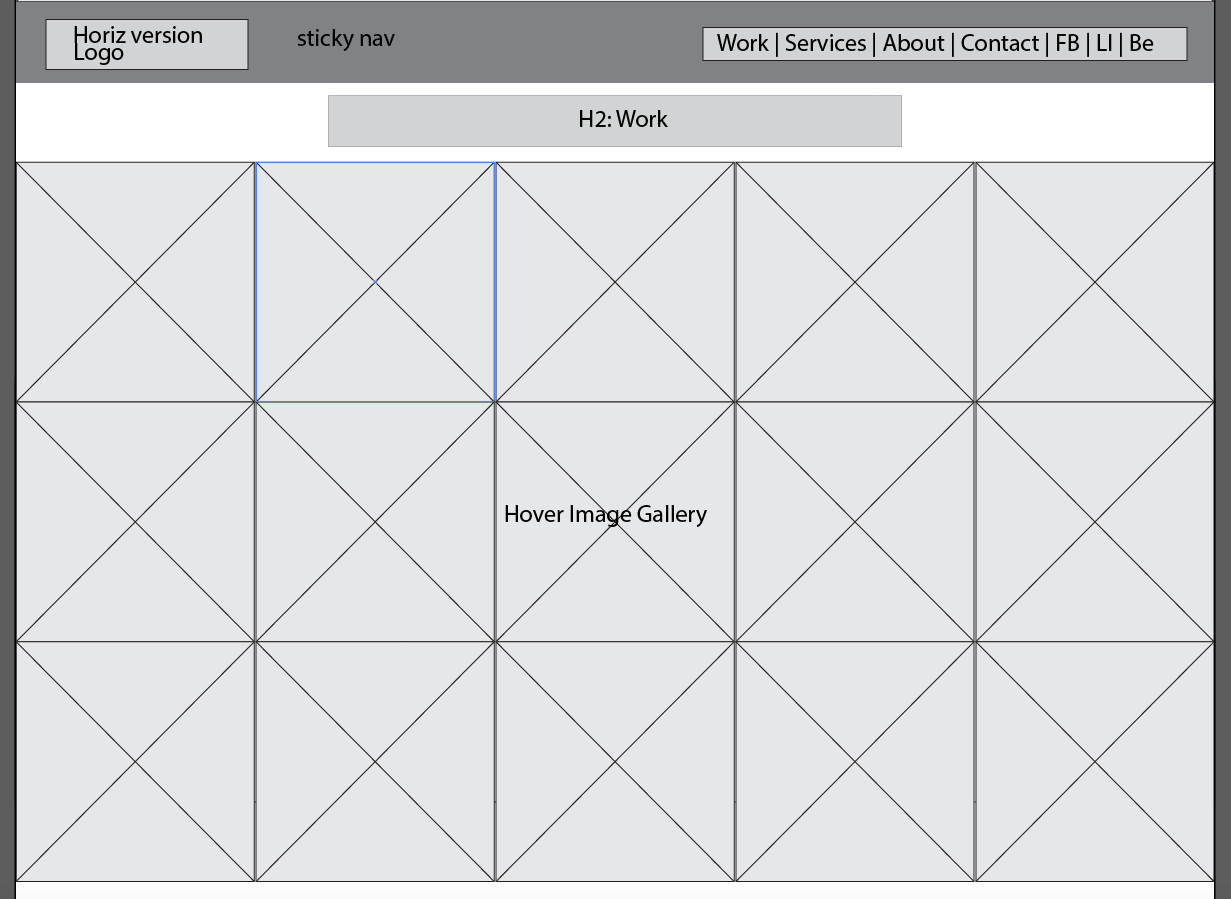 Horiz version
Logo
sticky nav
Work | Services | About | Contact | FB | LI | Be
H2: Work
Hover Image Gallery